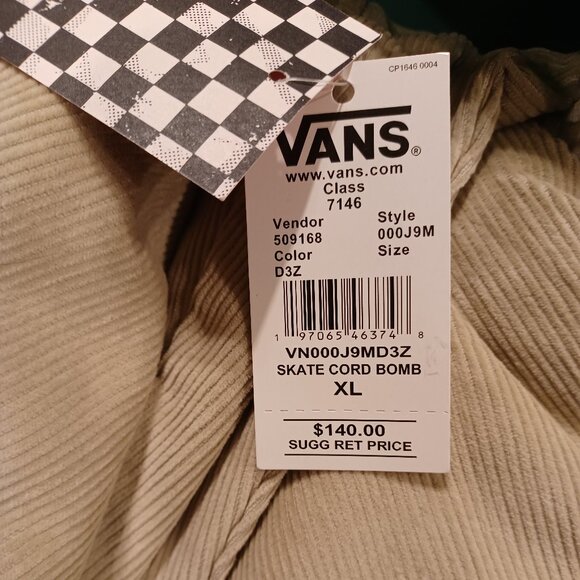 CP1646 0004
VANS®
www.vans.com
Class
7146
Vendor Style
509168 000J9M
Color Size
D3Z
1 97065 46374 8
VN000J9MD3Z
SKATE CORD BOMB
XL
$140.00
SUGG RET PRICE